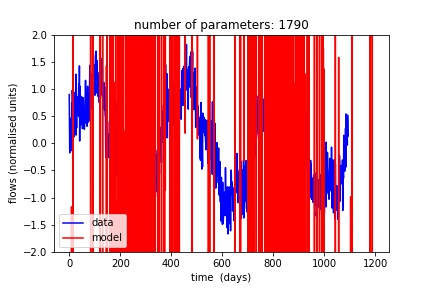 number of parameters: 1790
flows (normalised units)
2.0
1.5
1.0
0.5
0.0
−0.5
−1.0
−1.5
−2.0
data
model
0 200 400 600 800 1000 1200
time (days)